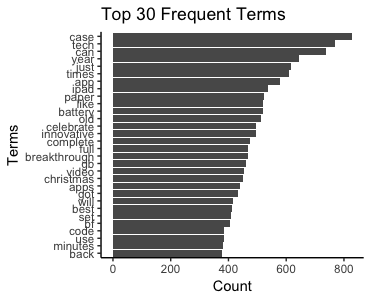 Top 30 Frequent Terms
Terms
case
tech
can
year
just
times
app
ipad
paper
like
battery
old
celebrate
innovative
complete
full
breakthrough
gb
video
christmas
apps
got
will
best
set
bf
code
use
minutes
back
0 200 400 600 800
Count